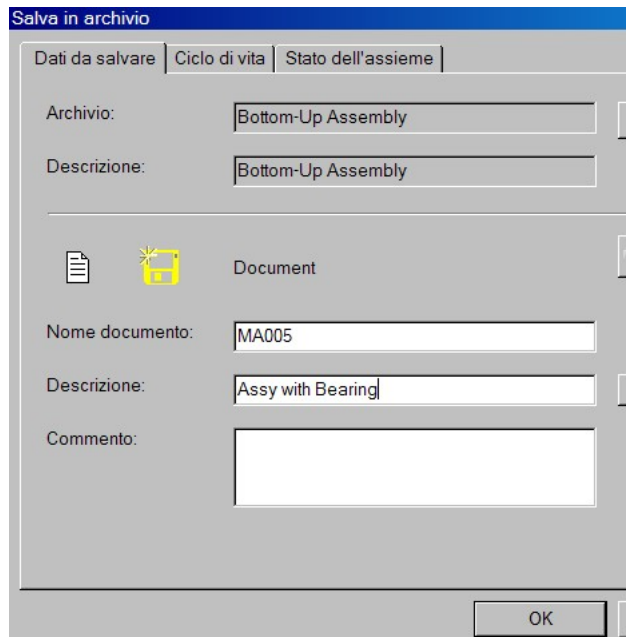 Salva in archivio
Dati da salvare Ciclo di vita Stato dell'assieme
Archivio: Bottom-Up Assembly
Descrizione: Bottom-Up Assembly
Document
Nome documento: MA005
Descrizione: Assy with Bearing
Commento:
OK